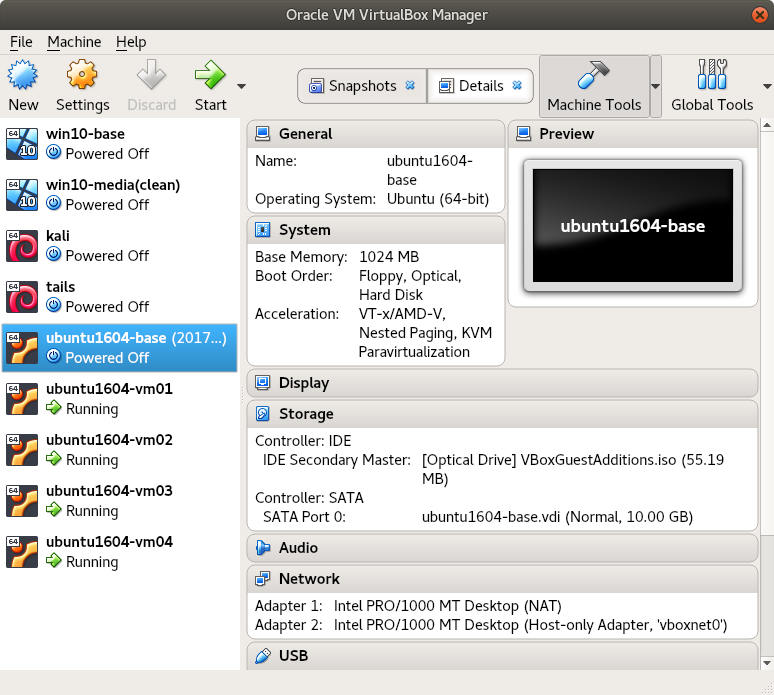 Oracle VM VirtualBox Manager
File Machine Help
New Settings Discard Start Snapshots Details Machine Tools Global Tools
64 10 win10-base
Powered Off
64 10 win10-media(clean)
Powered Off
64 kali
Powered Off
64 tails
Powered Off
64 ubuntu1604-base (2017...)
Powered Off
64 ubuntu1604-vm01
Running
64 ubuntu1604-vm02
Running
64 ubuntu1604-vm03
Running
64 ubuntu1604-vm04
Running
General
Name: ubuntu1604-
base
Operating System: Ubuntu (64-bit)
System
Base Memory: 1024 MB
Boot Order: Floppy, Optical,
Hard Disk
Acceleration: VT-x/AMD-V,
Nested Paging, KVM
Paravirtualization
Preview
ubuntu1604-base
Display
Storage
Controller: IDE
IDE Secondary Master: [Optical Drive] VBoxGuestAdditions.iso (55.19
MB)
Controller: SATA
SATA Port 0: ubuntu1604-base.vdi (Normal, 10.00 GB)
Audio
Network
Adapter 1: Intel PRO/1000 MT Desktop (NAT)
Adapter 2: Intel PRO/1000 MT Desktop (Host-only Adapter, 'vboxnet0')
USB